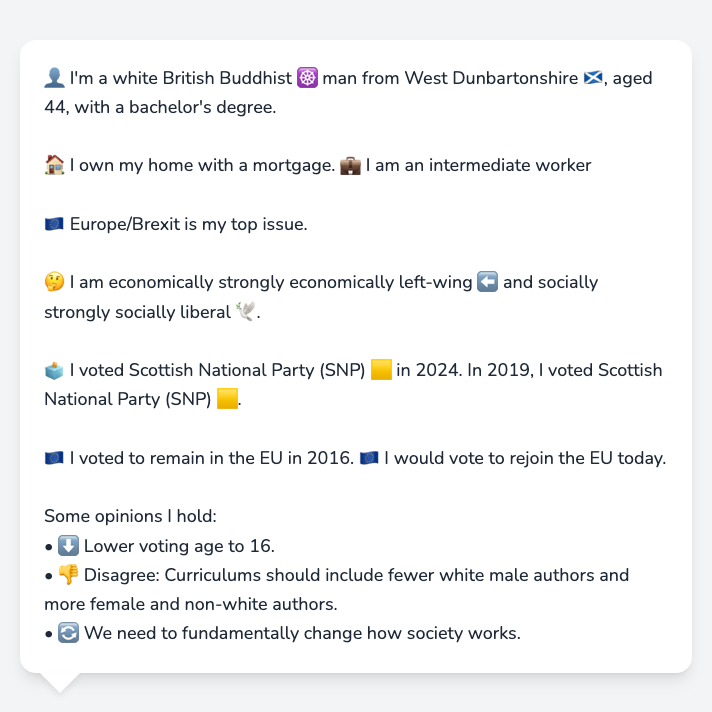 👤 I'm a white British Buddhist ☸️ man from West Dunbartonshire 🏴󠁧󠁢󠁳󠁣󠁴󠁿, aged
44, with a bachelor's degree.
🏠 I own my home with a mortgage. 💼 I am an intermediate worker
🇪🇺 Europe/Brexit is my top issue.
🤔 I am economically strongly economically left-wing ⬅️ and socially
strongly socially liberal 🕊️.
🗳️ I voted Scottish National Party (SNP) 🟨 in 2024. In 2019, I voted Scottish
National Party (SNP) 🟨.
🇪🇺 I voted to remain in the EU in 2016. 🇪🇺 I would vote to rejoin the EU today.
Some opinions I hold:
• ⬇️ Lower voting age to 16.
• 👎 Disagree: Curriculums should include fewer white male authors and
more female and non-white authors.
• 🔄 We need to fundamentally change how society works.